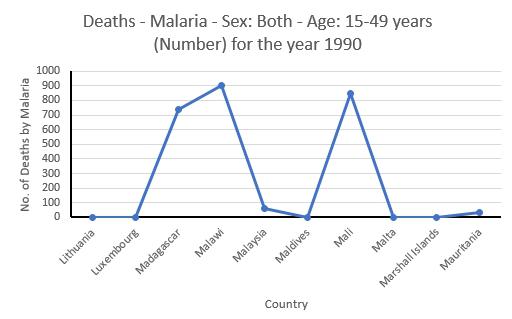 Deaths - Malaria - Sex: Both - Age: 15-49 years
(Number) for the year 1990
No. of Deaths by Malaria
1000
900
800
700
600
500
400
300
200
100
0
Lithuania
Luxembourg
Madagascar
Malawi
Malaysia
Maldives
Mali
Malta
Marshall Islands
Mauritania
Country